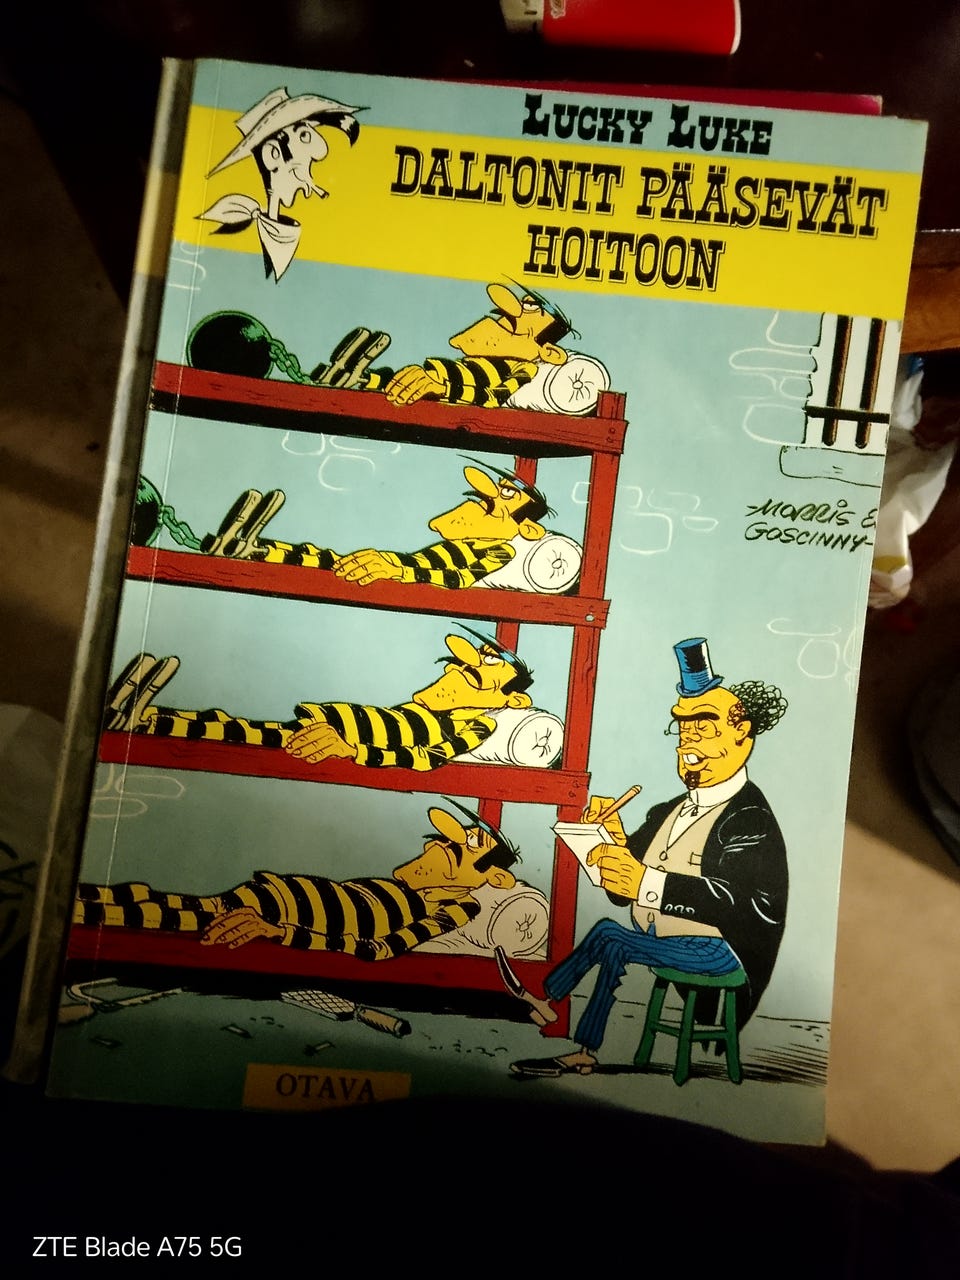 LUCKY LUKE
DALTONIT PÄÄSEVÄT
HOITOON
MORRIS E
GOSCINNY-
OTAVA
ZTE Blade A75 5G